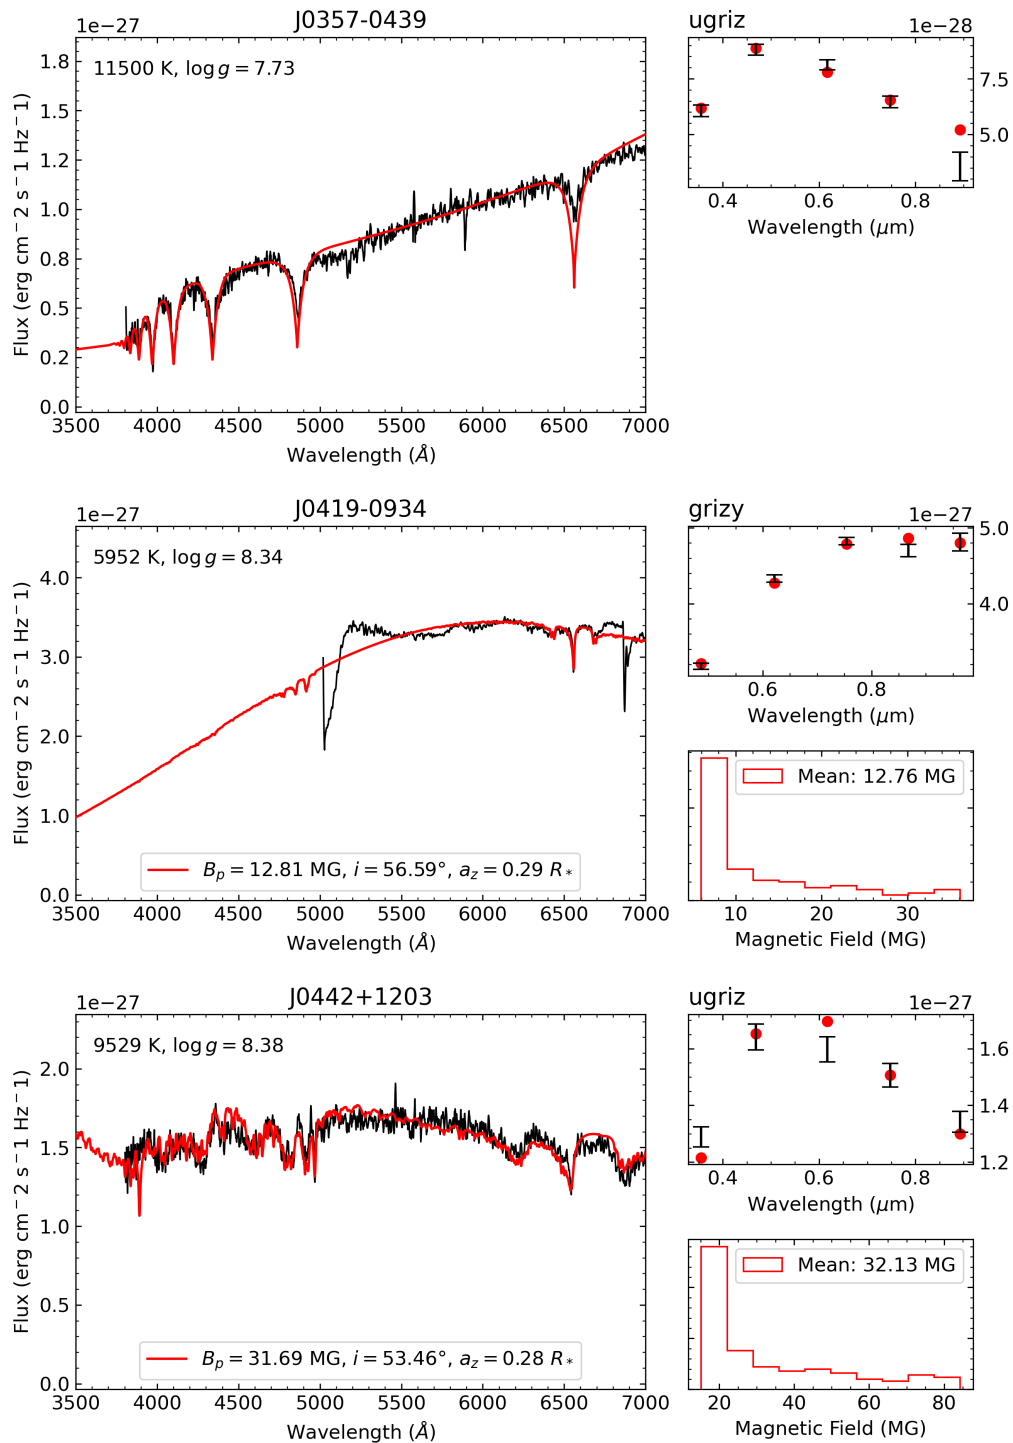 J0357-0439
1e−27
11500 K, log g = 7.73
Flux (erg cm−2 s−1 Hz−1)
1.8
1.5
1.2
1.0
0.8
0.5
0.2
0.0
3500 4000 4500 5000 5500 6000 6500 7000
Wavelength (Å)
ugriz
1e−28
7.5
5.0
0.4 0.6 0.8
Wavelength (μm)
J0419-0934
1e−27
5952 K, log g = 8.34
Flux (erg cm−2 s−1 Hz−1)
4.0
3.0
2.0
1.0
0.0
Bp = 12.81 MG, i = 56.59°, az = 0.29 R*
3500 4000 4500 5000 5500 6000 6500 7000
Wavelength (Å)
grizy
1e−27
5.0
4.0
0.6 0.8
Wavelength (μm)
Mean: 12.76 MG
10 20 30
Magnetic Field (MG)
J0442+1203
1e−27
9529 K, log g = 8.38
Flux (erg cm−2 s−1 Hz−1)
2.0
1.5
1.0
0.5
0.0
Bp = 31.69 MG, i = 53.46°, az = 0.28 R*
3500 4000 4500 5000 5500 6000 6500 7000
Wavelength (Å)
ugriz
1e−27
1.6
1.4
1.2
0.4 0.6 0.8
Wavelength (μm)
Mean: 32.13 MG
20 40 60 80
Magnetic Field (MG)